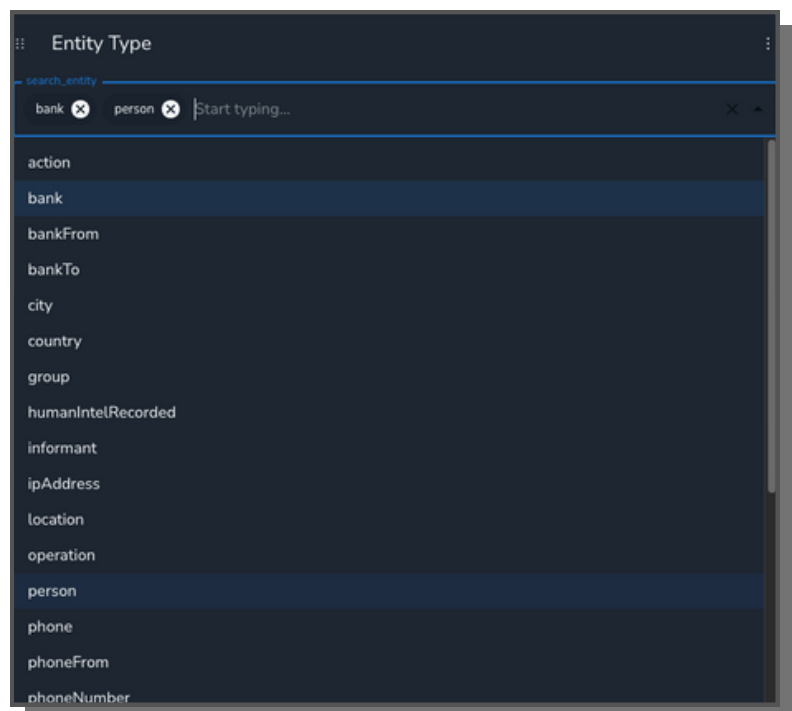 Entity Type
search_entity
bank person Start typing...
action
bank
bankFrom
bankTo
city
country
group
humanIntelRecorded
informant
ipAddress
location
operation
person
phone
phoneFrom
phoneNumber